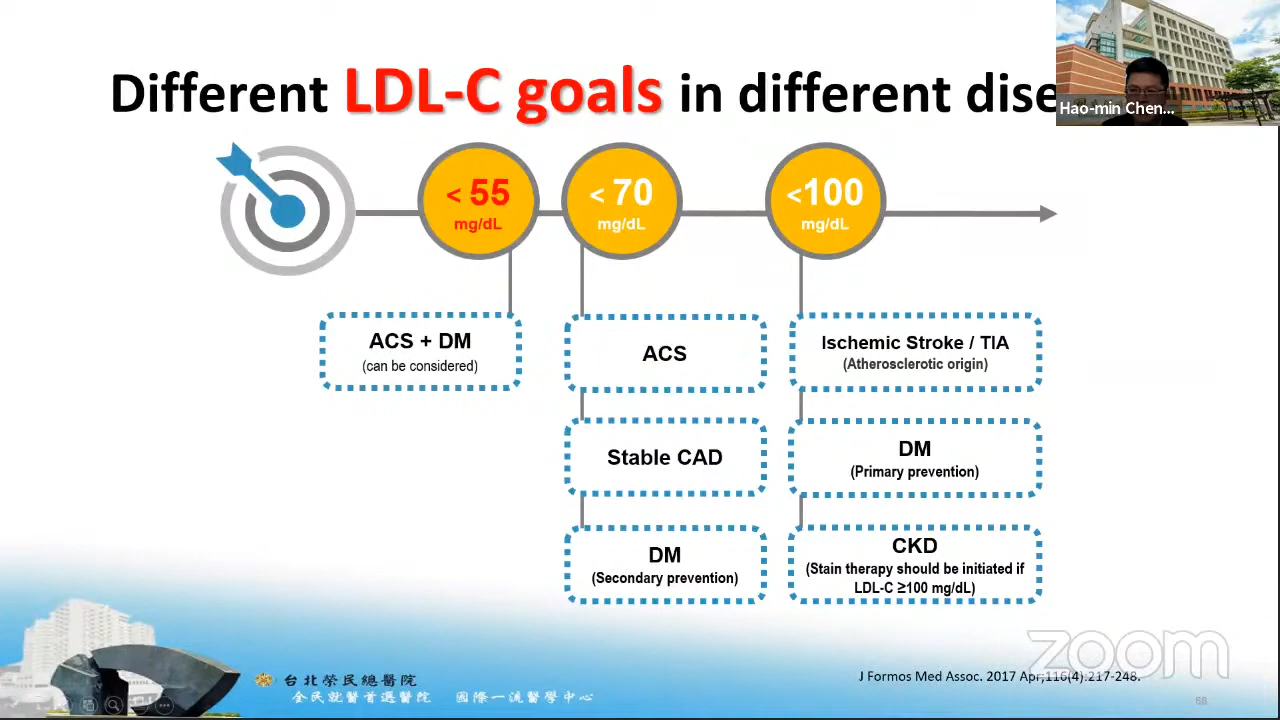 Different LDL-C goals in different dise
Hao-min Chen...
< 55
mg/dL
< 70
mg/dL
<100
mg/dL
ACS + DM
(can be considered)
ACS
Stable CAD
DM
(Secondary prevention)
Ischemic Stroke / TIA
(Atherosclerotic origin)
DM
(Primary prevention)
CKD
(Stain therapy should be initiated if
LDL-C ≥100 mg/dL)
zoom
台北榮民總醫院
全民就醫首選醫院 國際一流醫學中心
J Formos Med Assoc. 2017 Apr;116(4):217-248.
68